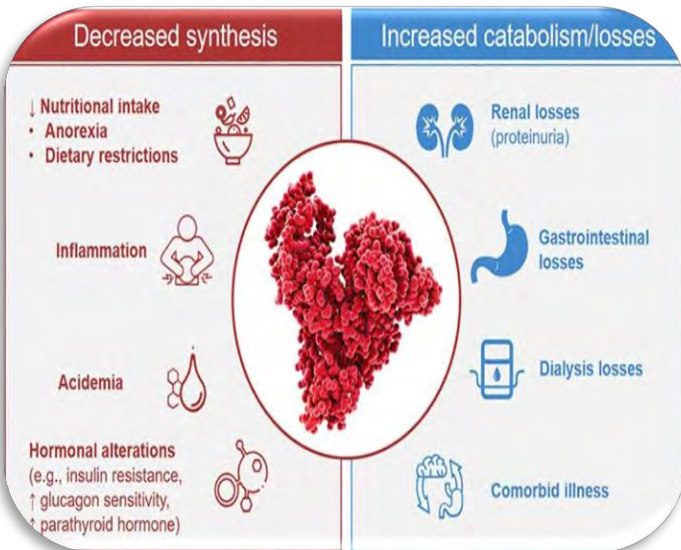 Decreased synthesis
↓ Nutritional intake
• Anorexia
• Dietary restrictions
Inflammation
Acidemia
Hormonal alterations
(e.g., insulin resistance,
↑ glucagon sensitivity,
↑ parathyroid hormone)
Increased catabolism/losses
Renal losses
(proteinuria)
Gastrointestinal
losses
Dialysis losses
Comorbid illness